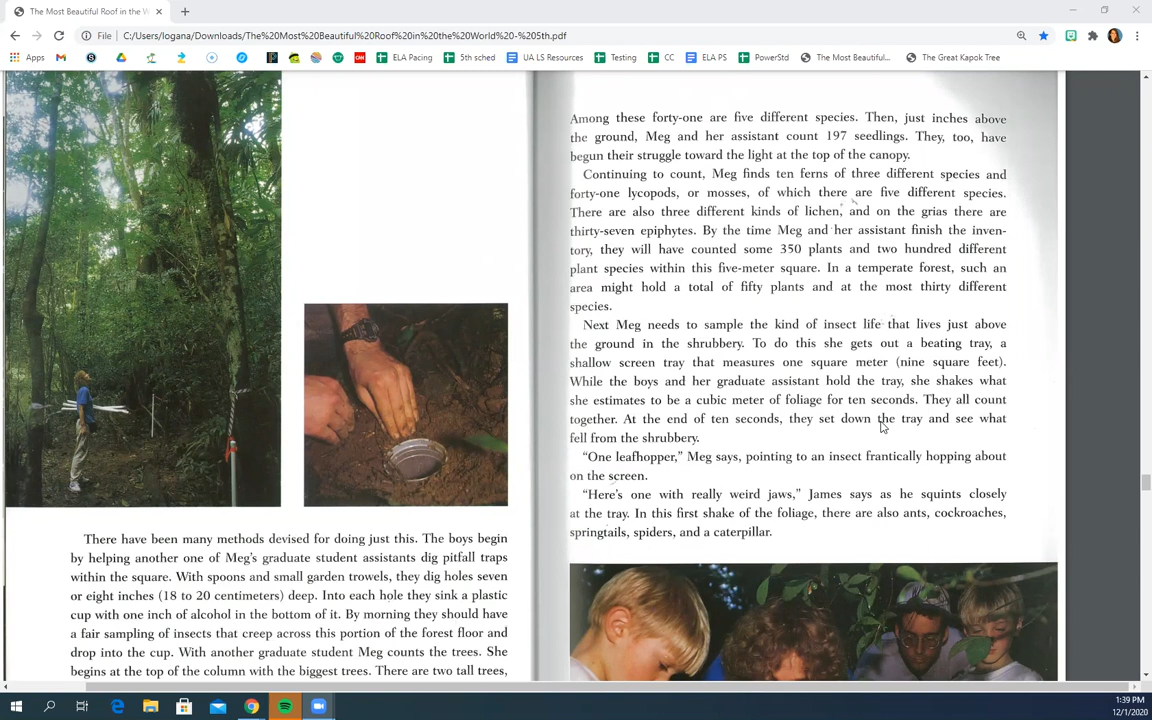 The Most Beautiful Roof in the W
File
C:/Users/logana/Downloads/The%20Most%20Beautiful%20Roof%20in%20the%20World%20-%205th.pdf
Apps
ELA Pacing
5th sched
UA LS Resources
Testing
CC
ELA PS
PowerStd
The Most Beautiful...
The Great Kapok Tree
There have been many methods devised for doing just this. The boys begin
by helping another one of Meg's graduate student assistants dig pitfall traps
within the square. With spoons and small garden trowels, they dig holes seven
or eight inches (18 to 20 centimeters) deep. Into each hole they sink a plastic
cup with one inch of alcohol in the bottom of it. By morning they should have
a fair sampling of insects that creep across this portion of the forest floor and
drop into the cup. With another graduate student Meg counts the trees. She
begins at the top of the column with the biggest trees. There are two tall trees,
Among these forty-one are five different species. Then, just inches above
the ground, Meg and her assistant count 197 seedlings. They, too, have
begun their struggle toward the light at the top of the canopy.
Continuing to count, Meg finds ten ferns of three different species and
forty-one lycopods, or mosses, of which there are five different species.
There are also three different kinds of lichen, and on the grias there are
thirty-seven epiphytes. By the time Meg and her assistant finish the inven-
tory, they will have counted some 350 plants and two hundred different
plant species within this five-meter square. In a temperate forest, such an
area might hold a total of fifty plants and at the most thirty different
species.
Next Meg needs to sample the kind of insect life that lives just above
the ground in the shrubbery. To do this she gets out a beating tray, a
shallow screen tray that measures one square meter (nine square feet).
While the boys and her graduate assistant hold the tray, she shakes what
she estimates to be a cubic meter of foliage for ten seconds. They all count
together. At the end of ten seconds, they set down the tray and see what
fell from the shrubbery.
"One leafhopper," Meg says, pointing to an insect frantically hopping about
on the screen.
"Here's one with really weird jaws," James says as he squints closely
at the tray. In this first shake of the foliage, there are also ants, cockroaches,
springtails, spiders, and a caterpillar.
1:39 PM
12/1/2020